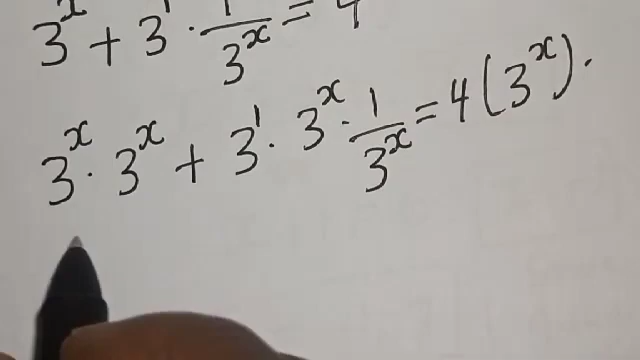 3^x + 3^1 · 1/3^x = 4
3^x · 3^x + 3^1 · 3^x · 1/3^x = 4(3^x).